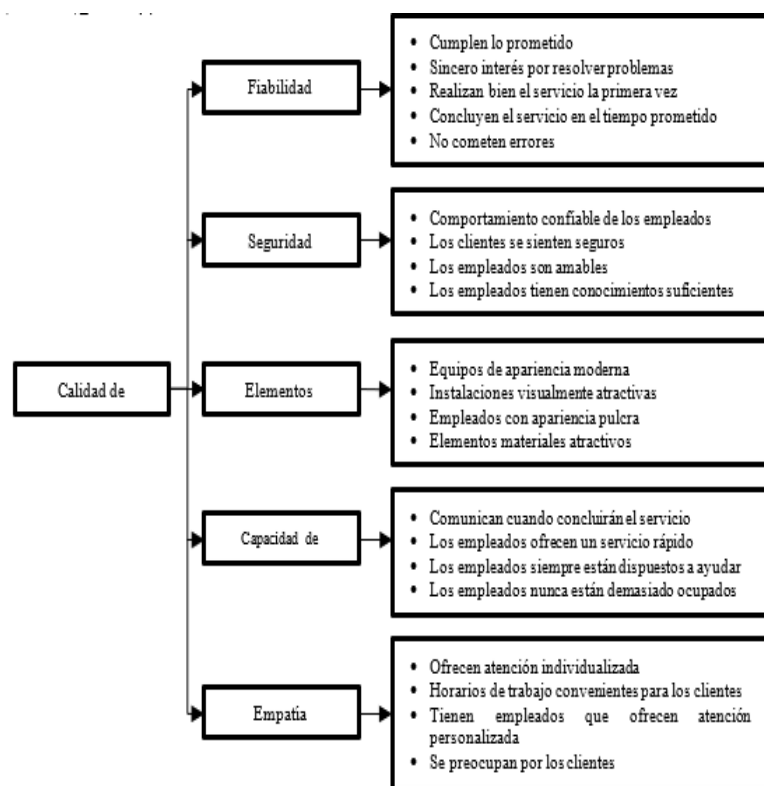 Calidad de
Fiabilidad
• Cumplen lo prometido
• Sincero interés por resolver problemas
• Realizan bien el servicio la primera vez
• Concluyen el servicio en el tiempo prometido
• No cometen errores
Seguridad
• Comportamiento confiable de los empleados
• Los clientes se sienten seguros
• Los empleados son amables
• Los empleados tienen conocimientos suficientes
Elementos
• Equipos de apariencia moderna
• Instalaciones visualmente atractivas
• Empleados con apariencia pulcra
• Elementos materiales atractivos
Capacidad de
• Comunican cuando concluirán el servicio
• Los empleados ofrecen un servicio rápido
• Los empleados siempre están dispuestos a ayudar
• Los empleados nunca están demasiado ocupados
Empatía
• Ofrecen atención individualizada
• Horarios de trabajo convenientes para los clientes
• Tienen empleados que ofrecen atención
personalizada
• Se preocupan por los clientes